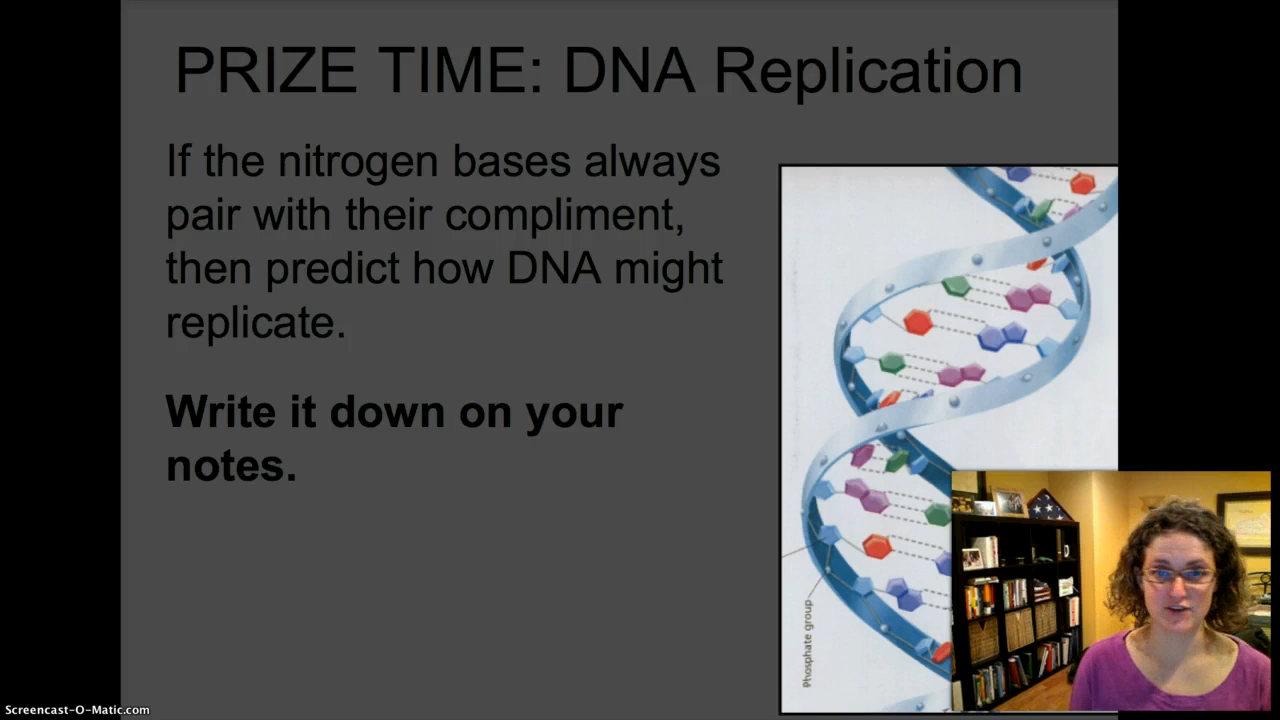 PRIZE TIME: DNA Replication
If the nitrogen bases always
pair with their compliment,
then predict how DNA might
replicate.
Write it down on your
notes.
Phosphate group
Screencast-O-Matic.com